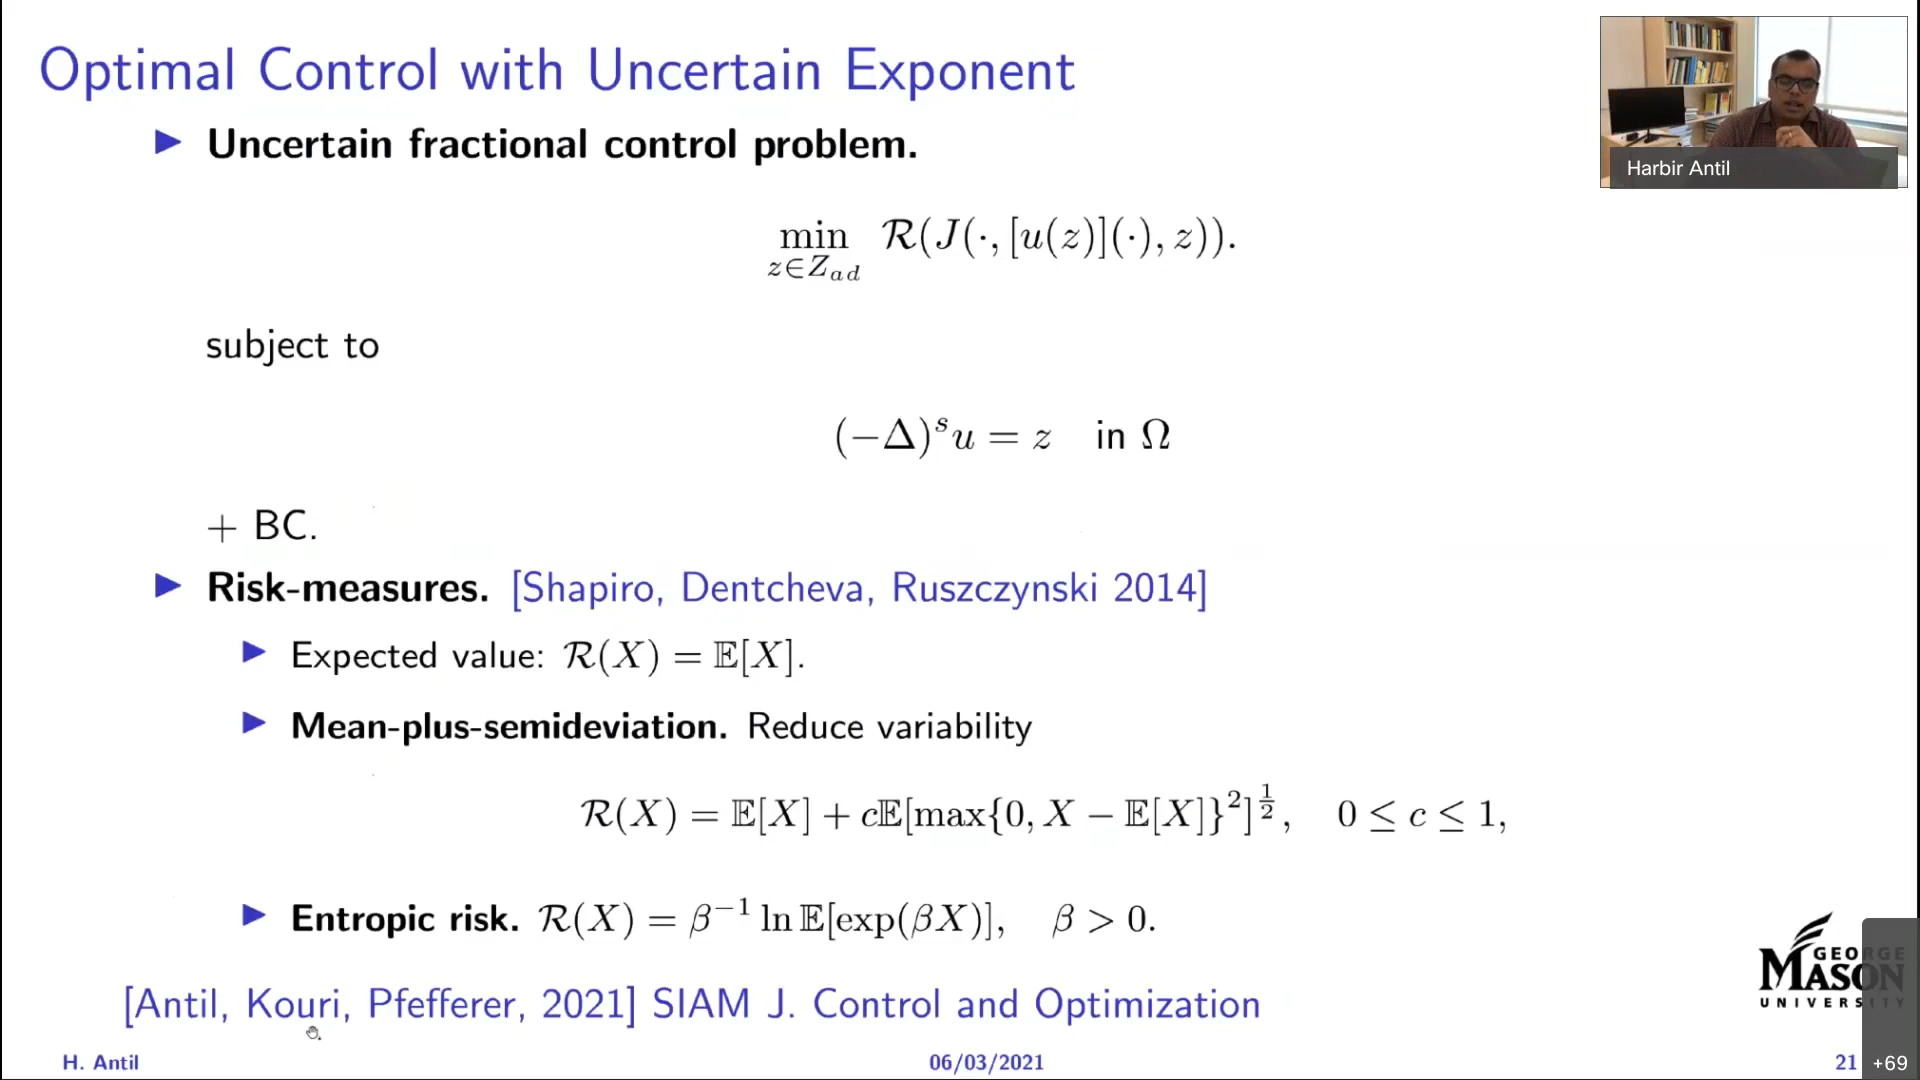 Optimal Control with Uncertain Exponent
Harbir Antil
▶ Uncertain fractional control problem.
min R(J(·, [u(z)](·), z)).
z∈Z_ad
subject to
(−Δ)^s u = z in Ω
+ BC.
▶ Risk-measures. [Shapiro, Dentcheva, Ruszczynski 2014]
▶ Expected value: R(X) = 𝔼[X].
▶ Mean-plus-semideviation. Reduce variability
R(X) = 𝔼[X] + c𝔼[max{0, X − 𝔼[X]}²]^{1/2}, 0 ≤ c ≤ 1,
▶ Entropic risk. R(X) = β⁻¹ ln 𝔼[exp(βX)], β > 0.
[Antil, Kouri, Pfefferer, 2021] SIAM J. Control and Optimization
GEORGE
MASON
UNIVERSITY
H. Antil
06/03/2021
21
+69